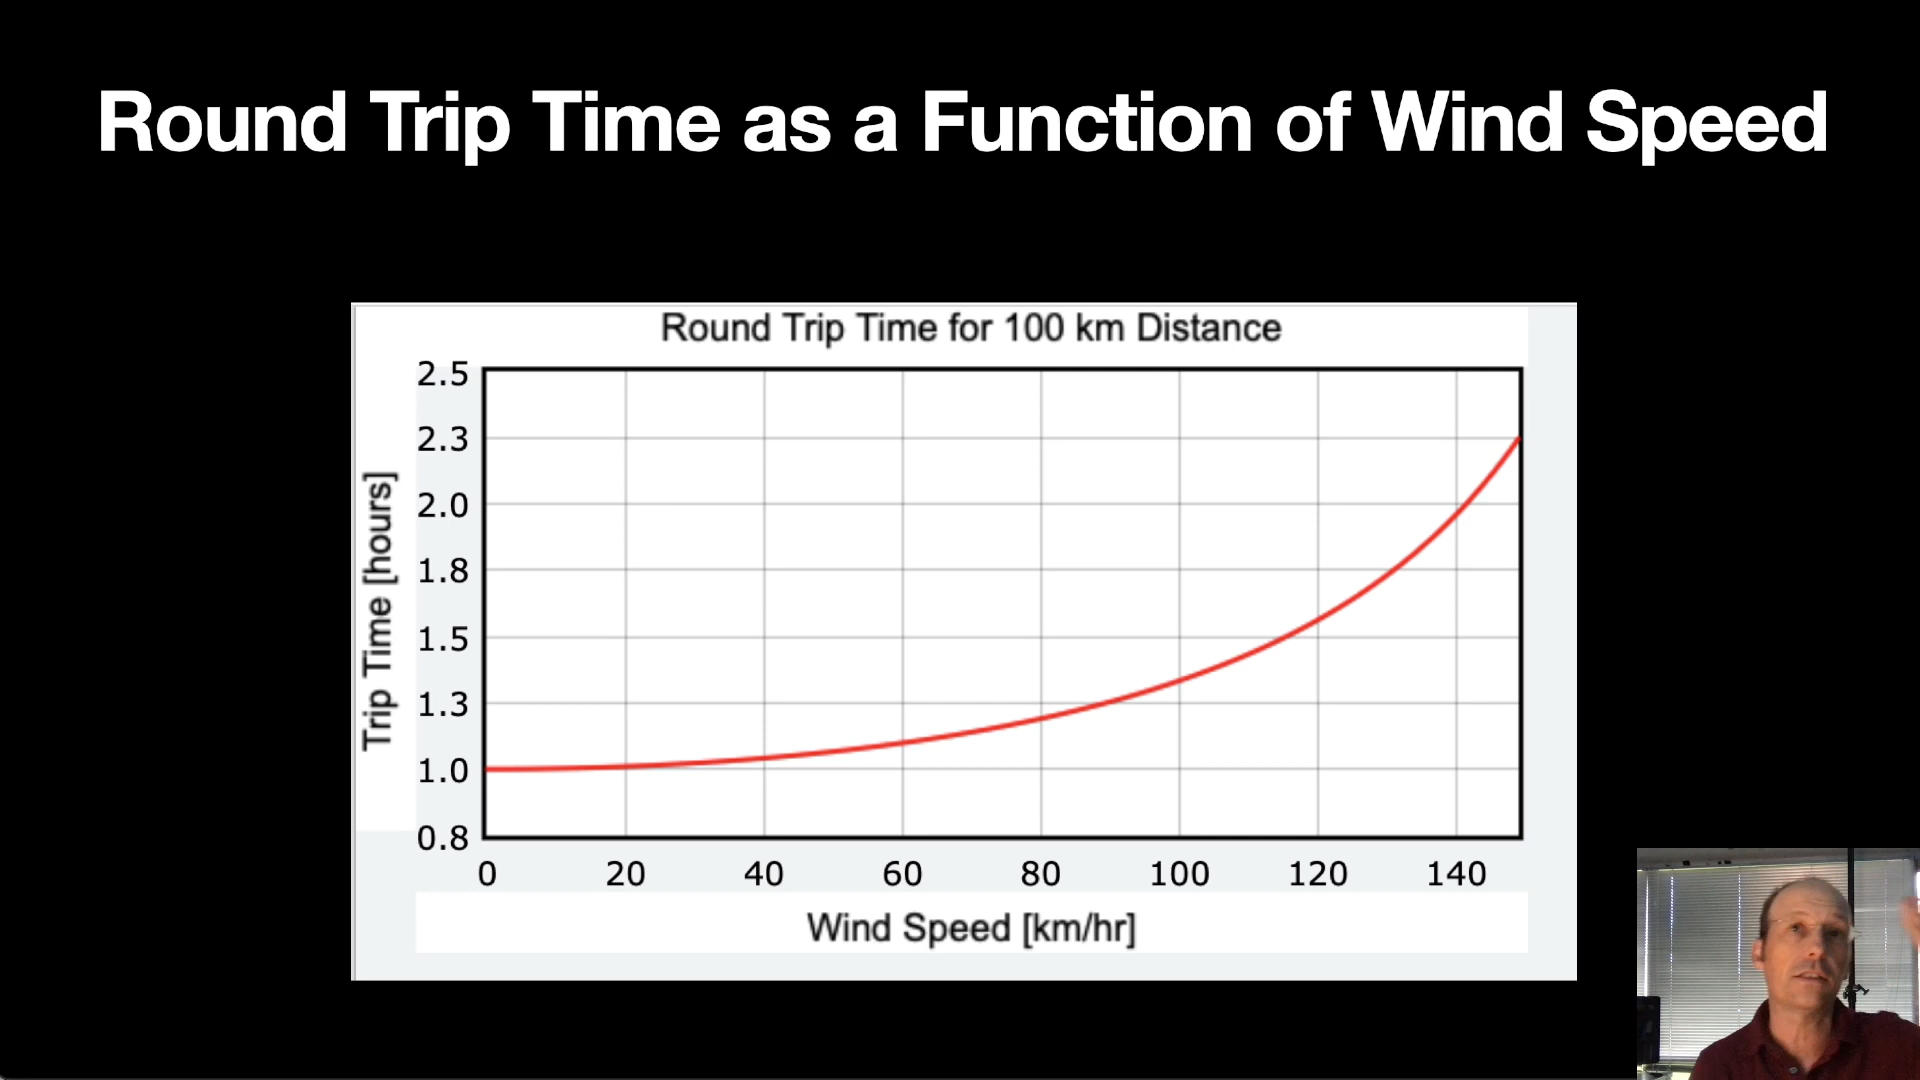 Round Trip Time as a Function of Wind Speed
Round Trip Time for 100 km Distance
2.5
2.3
2.0
1.8
1.5
1.3
1.0
0.8
Trip Time [hours]
0 20 40 60 80 100 120 140
Wind Speed [km/hr]